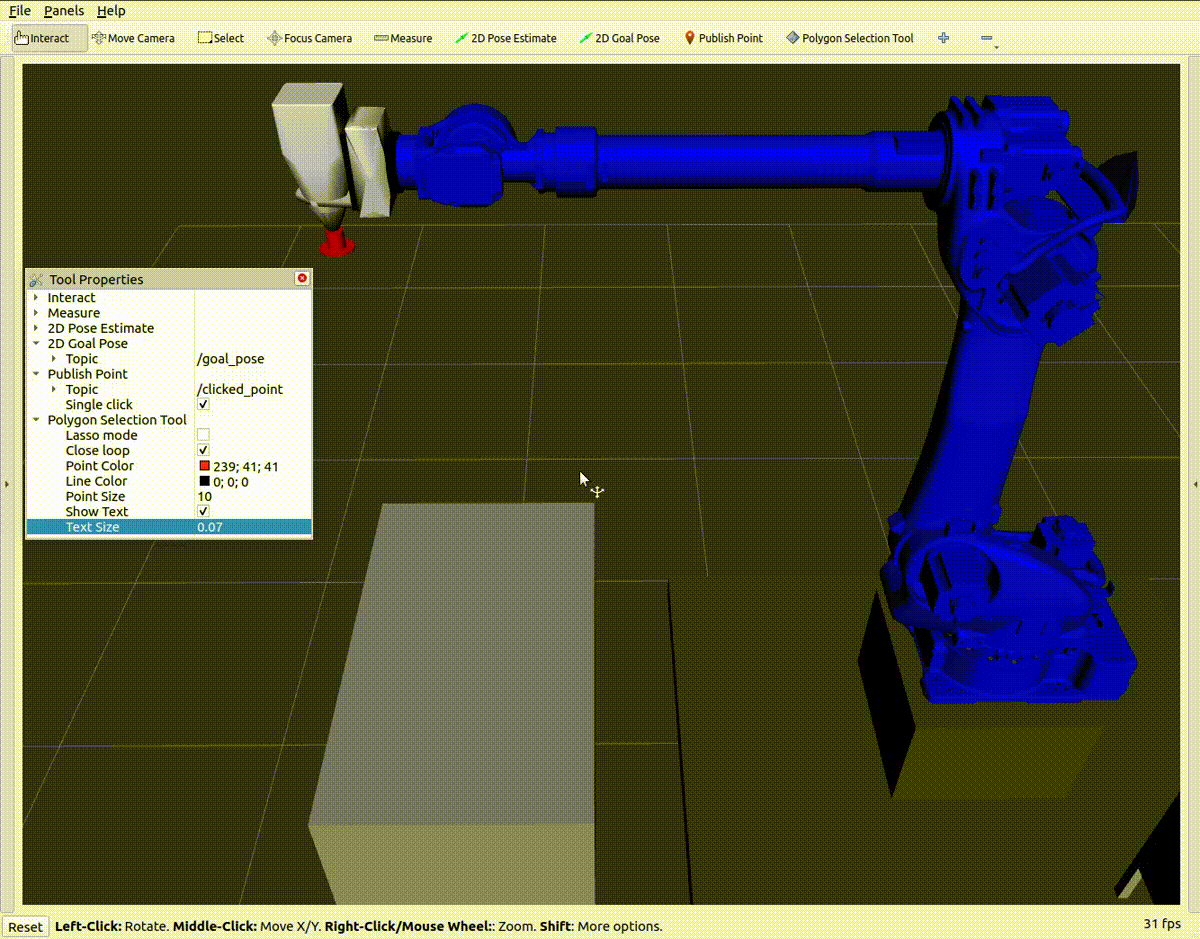 File Panels Help
Interact Move Camera Select Focus Camera Measure 2D Pose Estimate 2D Goal Pose Publish Point Polygon Selection Tool
Tool Properties
Interact
Measure
2D Pose Estimate
2D Goal Pose
Topic /goal_pose
Publish Point
Topic /clicked_point
Single click
Polygon Selection Tool
Lasso mode
Close loop
Point Color 239; 41; 41
Line Color 0; 0; 0
Point Size 10
Show Text
Text Size 0.07
Reset Left-Click: Rotate. Middle-Click: Move X/Y. Right-Click/Mouse Wheel:: Zoom. Shift: More options. 31 fps